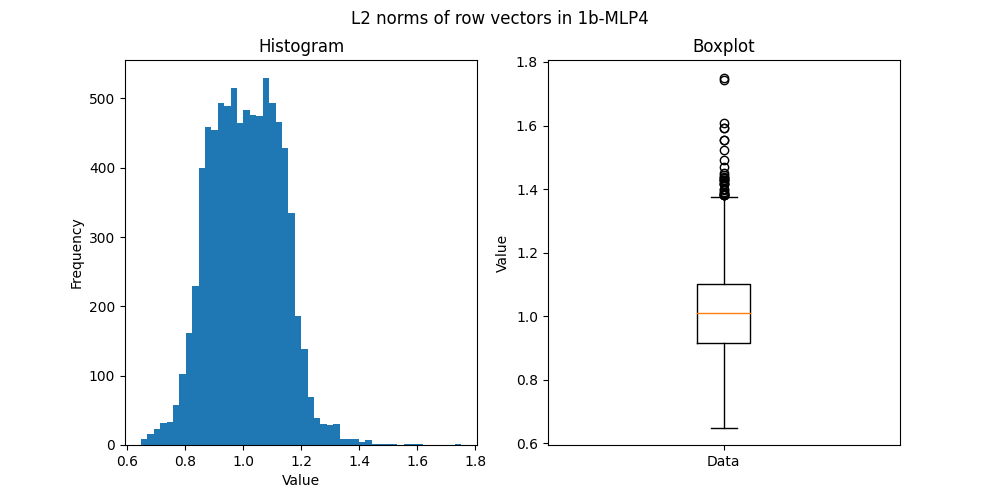 L2 norms of row vectors in 1b-MLP4
Histogram
Frequency
500
400
300
200
100
0
0.6 0.8 1.0 1.2 1.4 1.6 1.8
Value
Boxplot
Value
1.8
1.6
1.4
1.2
1.0
0.8
0.6
Data